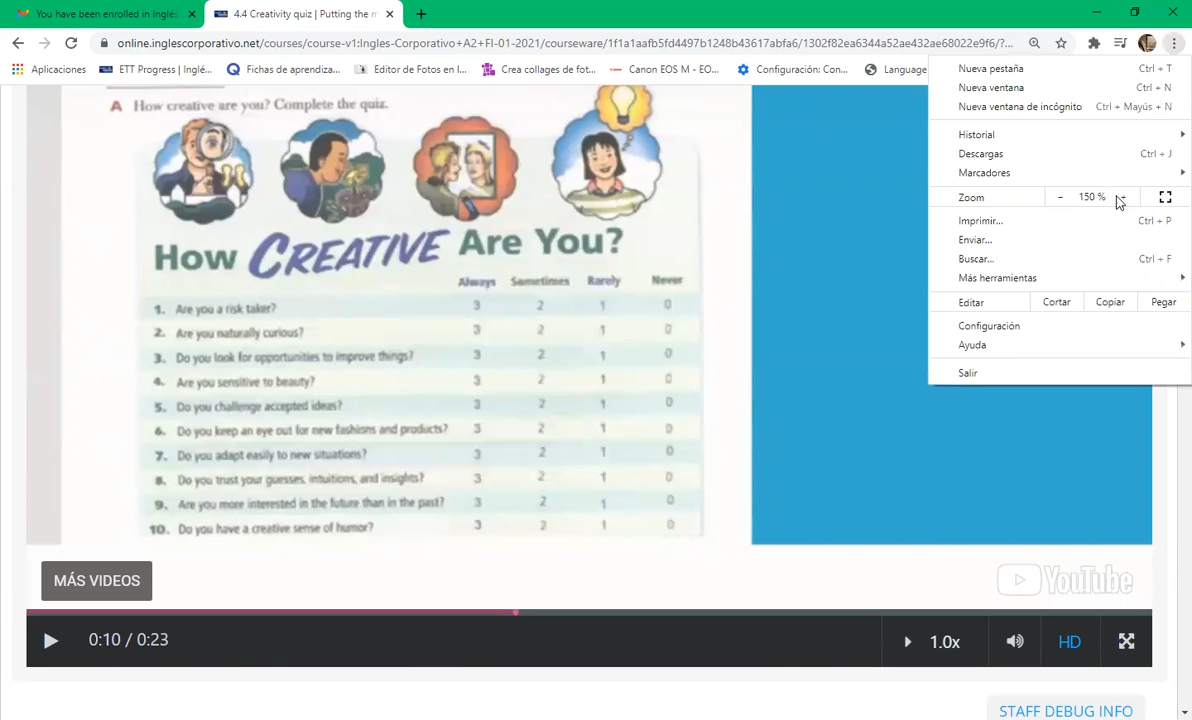 You have been enrolled in Inglés
4.4 Creativity quiz | Putting the m
online.inglescorporativo.net/courses/course-v1:Ingles-Corporativo+A2+FI-01-2021/courseware/1f1a1aafb5fd4497b1248b43617abfa6/1302f82ea6344a52ae432ae68022e9f6/?...
Aplicaciones
ETT Progress | Inglé...
Fichas de aprendiza...
Editor de Fotos en l...
Crea collages de fot...
Canon EOS M - EO...
Configuración: Con...
Language
Nueva pestaña Ctrl + T
Nueva ventana Ctrl + N
Nueva ventana de incógnito Ctrl + Mayús + N
Historial
Descargas Ctrl + J
Marcadores
Zoom − 150 % +
Imprimir... Ctrl + P
Enviar...
Buscar... Ctrl + F
Más herramientas
Editar Cortar Copiar Pegar
Configuración
Ayuda
Salir
A How creative are you? Complete the quiz.
How CREATIVE Are You?
Always Sometimes Rarely Never
1. Are you a risk taker? 3 2 1 0
2. Are you naturally curious? 3 2 1 0
3. Do you look for opportunities to improve things? 3 2 1 0
4. Are you sensitive to beauty? 3 2 1 0
5. Do you challenge accepted ideas? 3 2 1 0
6. Do you keep an eye out for new fashions and products? 3 2 1 0
7. Do you adapt easily to new situations? 3 2 1 0
8. Do you trust your guesses, intuitions, and insights? 3 2 1 0
9. Are you more interested in the future than in the past? 3 2 1 0
10. Do you have a creative sense of humor? 3 2 1 0
MÁS VIDEOS
YouTube
0:10 / 0:23
1.0x
HD
STAFF DEBUG INFO